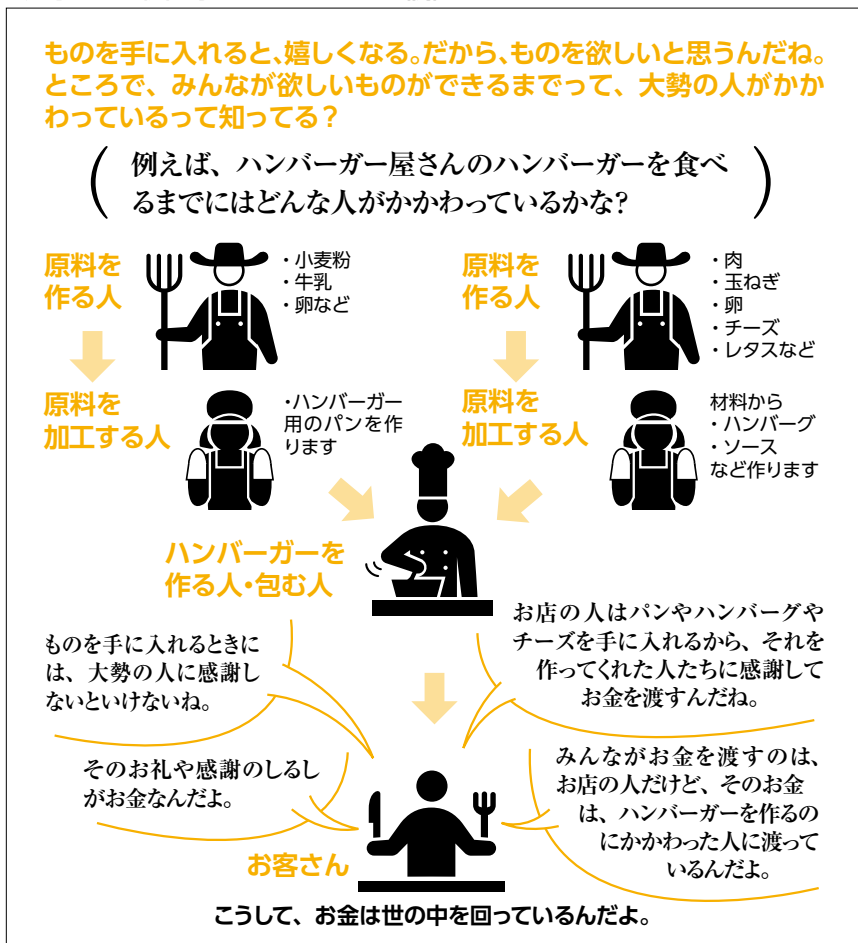 ものを手に入れると、嬉しくなる。だから、ものを欲しいと思うんだね。
ところで、みんなが欲しいものができるまでって、大勢の人がかか
わっているって知ってる？
例えば、ハンバーガー屋さんのハンバーガーを食べ
るまでにはどんな人がかかわっているかな?
原料を
作る人
・小麦粉
・牛乳
・卵など
原料を
作る人
・肉
・玉ねぎ
・卵
・チーズ
・レタスなど
原料を
加工する人
・ハンバーガー
用のパンを作
ります
原料を
加工する人
材料から
・ハンバーグ
・ソース
など作ります
ハンバーガーを
作る人・包む人
ものを手に入れるときに
は、大勢の人に感謝し
ないといけないね。
お店の人はパンやハンバーグや
チーズを手に入れるから、それを
作ってくれた人たちに感謝して
お金を渡すんだね。
そのお礼や感謝のしるし
がお金なんだよ。
みんながお金を渡すのは、
お店の人だけど、そのお金
は、ハンバーガーを作るの
にかかわった人に渡って
いるんだよ。
お客さん
こうして、お金は世の中を回っているんだよ。